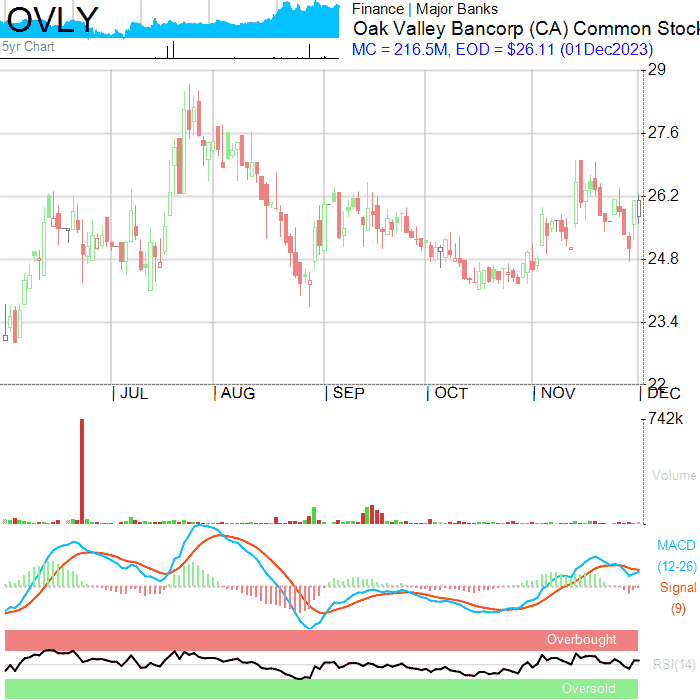 OVLY
5yr Chart
Finance | Major Banks
Oak Valley Bancorp (CA) Common Stock
MC = 216.5M, EOD = $26.11 (01Dec2023)
29
27.6
26.2
24.8
23.4
22
JUL AUG SEP OCT NOV DEC
742k
Volume
MACD
(12-26)
Signal
(9)
Overbought
RSI(14)
Oversold